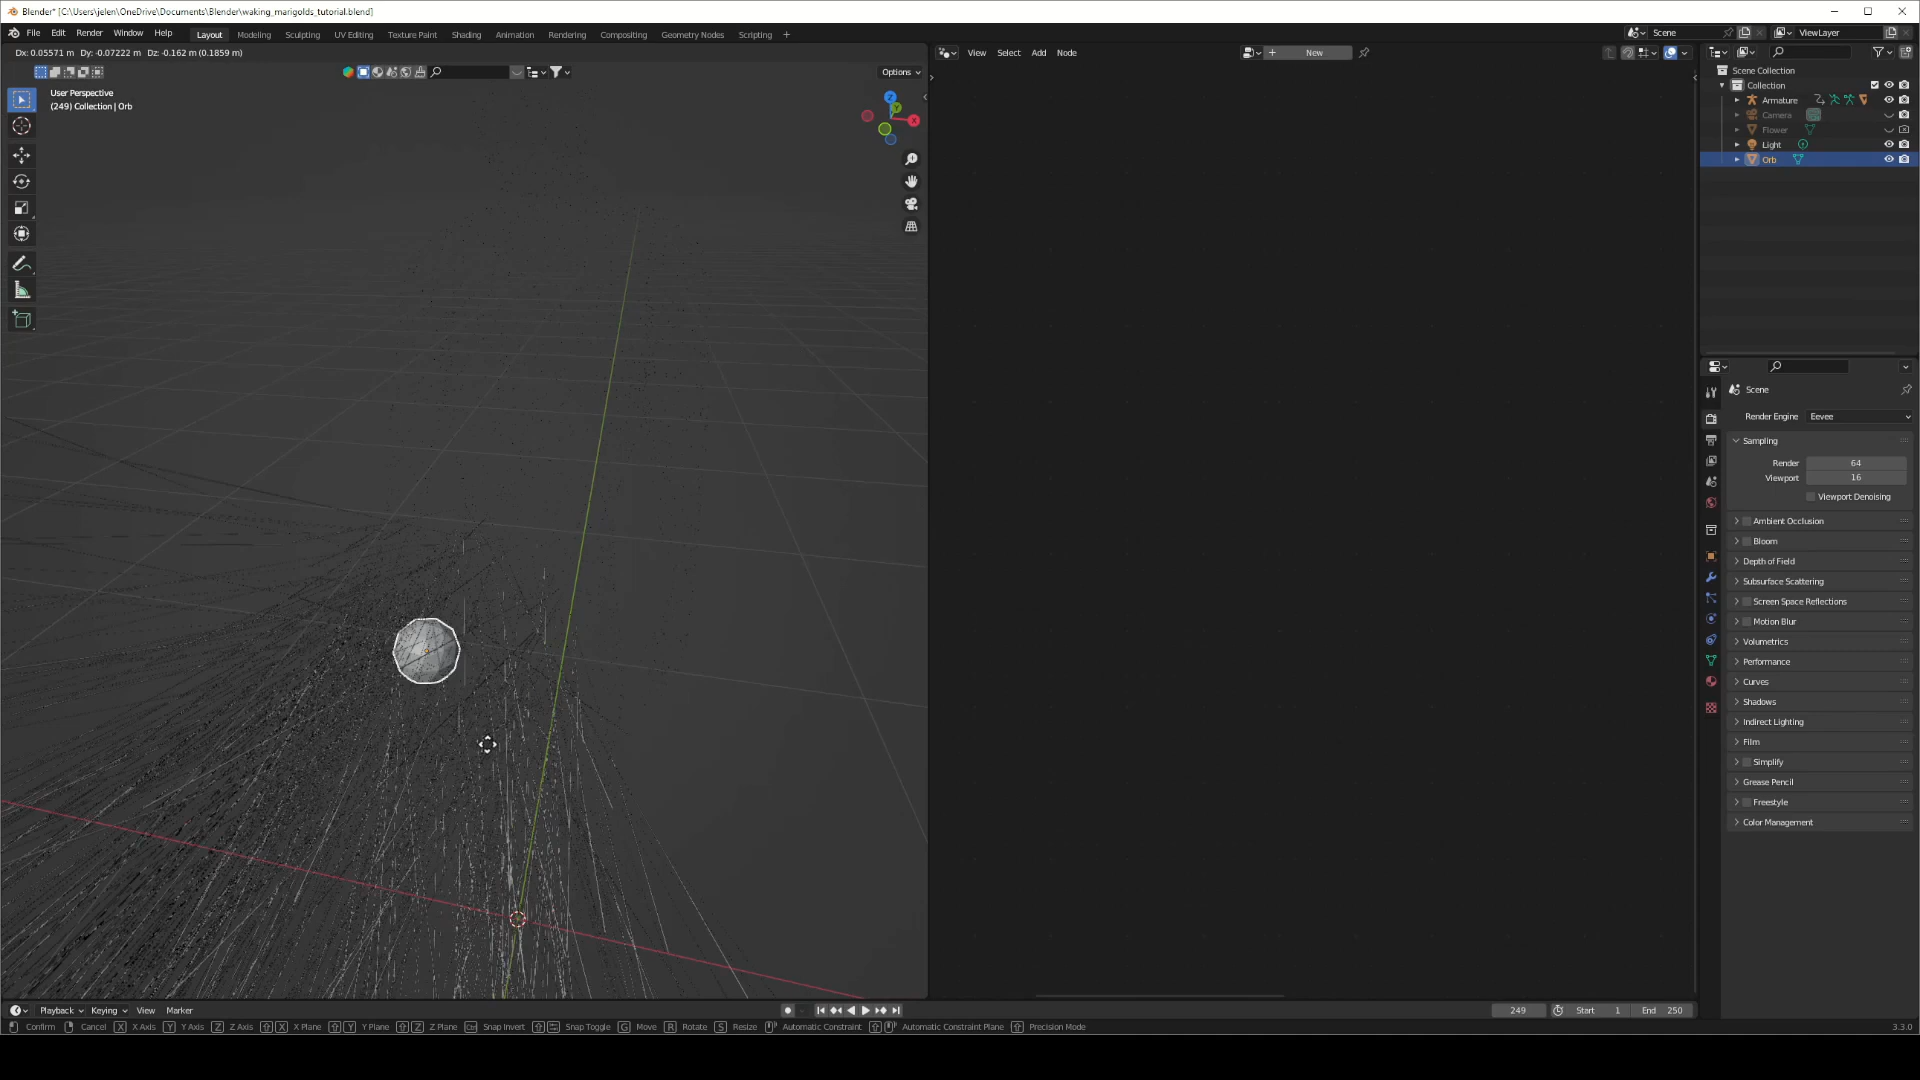 Blender* [C:\Users\jelen\OneDrive\Documents\Blender\waking_marigolds_tutorial.blend]
File Edit Render Window Help Layout Modeling Sculpting UV Editing Texture Paint Shading Animation Rendering Compositing Geometry Nodes Scripting + Scene ViewLayer
Dx: 0.05571 m Dy: -0.07222 m Dz: -0.162 m (0.1859 m) View Select Add Node + New
Options
User Perspective
(249) Collection | Orb
Z
Y
X
Scene Collection
Collection
Armature
Camera
Flower
Light
Orb
Scene
Render Engine Eevee
Sampling
Render 64
Viewport 16
Viewport Denoising
Ambient Occlusion
Bloom
Depth of Field
Subsurface Scattering
Screen Space Reflections
Motion Blur
Volumetrics
Performance
Curves
Shadows
Indirect Lighting
Film
Simplify
Grease Pencil
Freestyle
Color Management
Playback Keying View Marker 249 Start 1 End 250
Confirm Cancel X X Axis Y Y Axis Z Z Axis X X Plane Y Y Plane Z Z Plane Ctrl Snap Invert Snap Toggle G Move R Rotate S Resize Automatic Constraint Automatic Constraint Plane Precision Mode 3.3.0